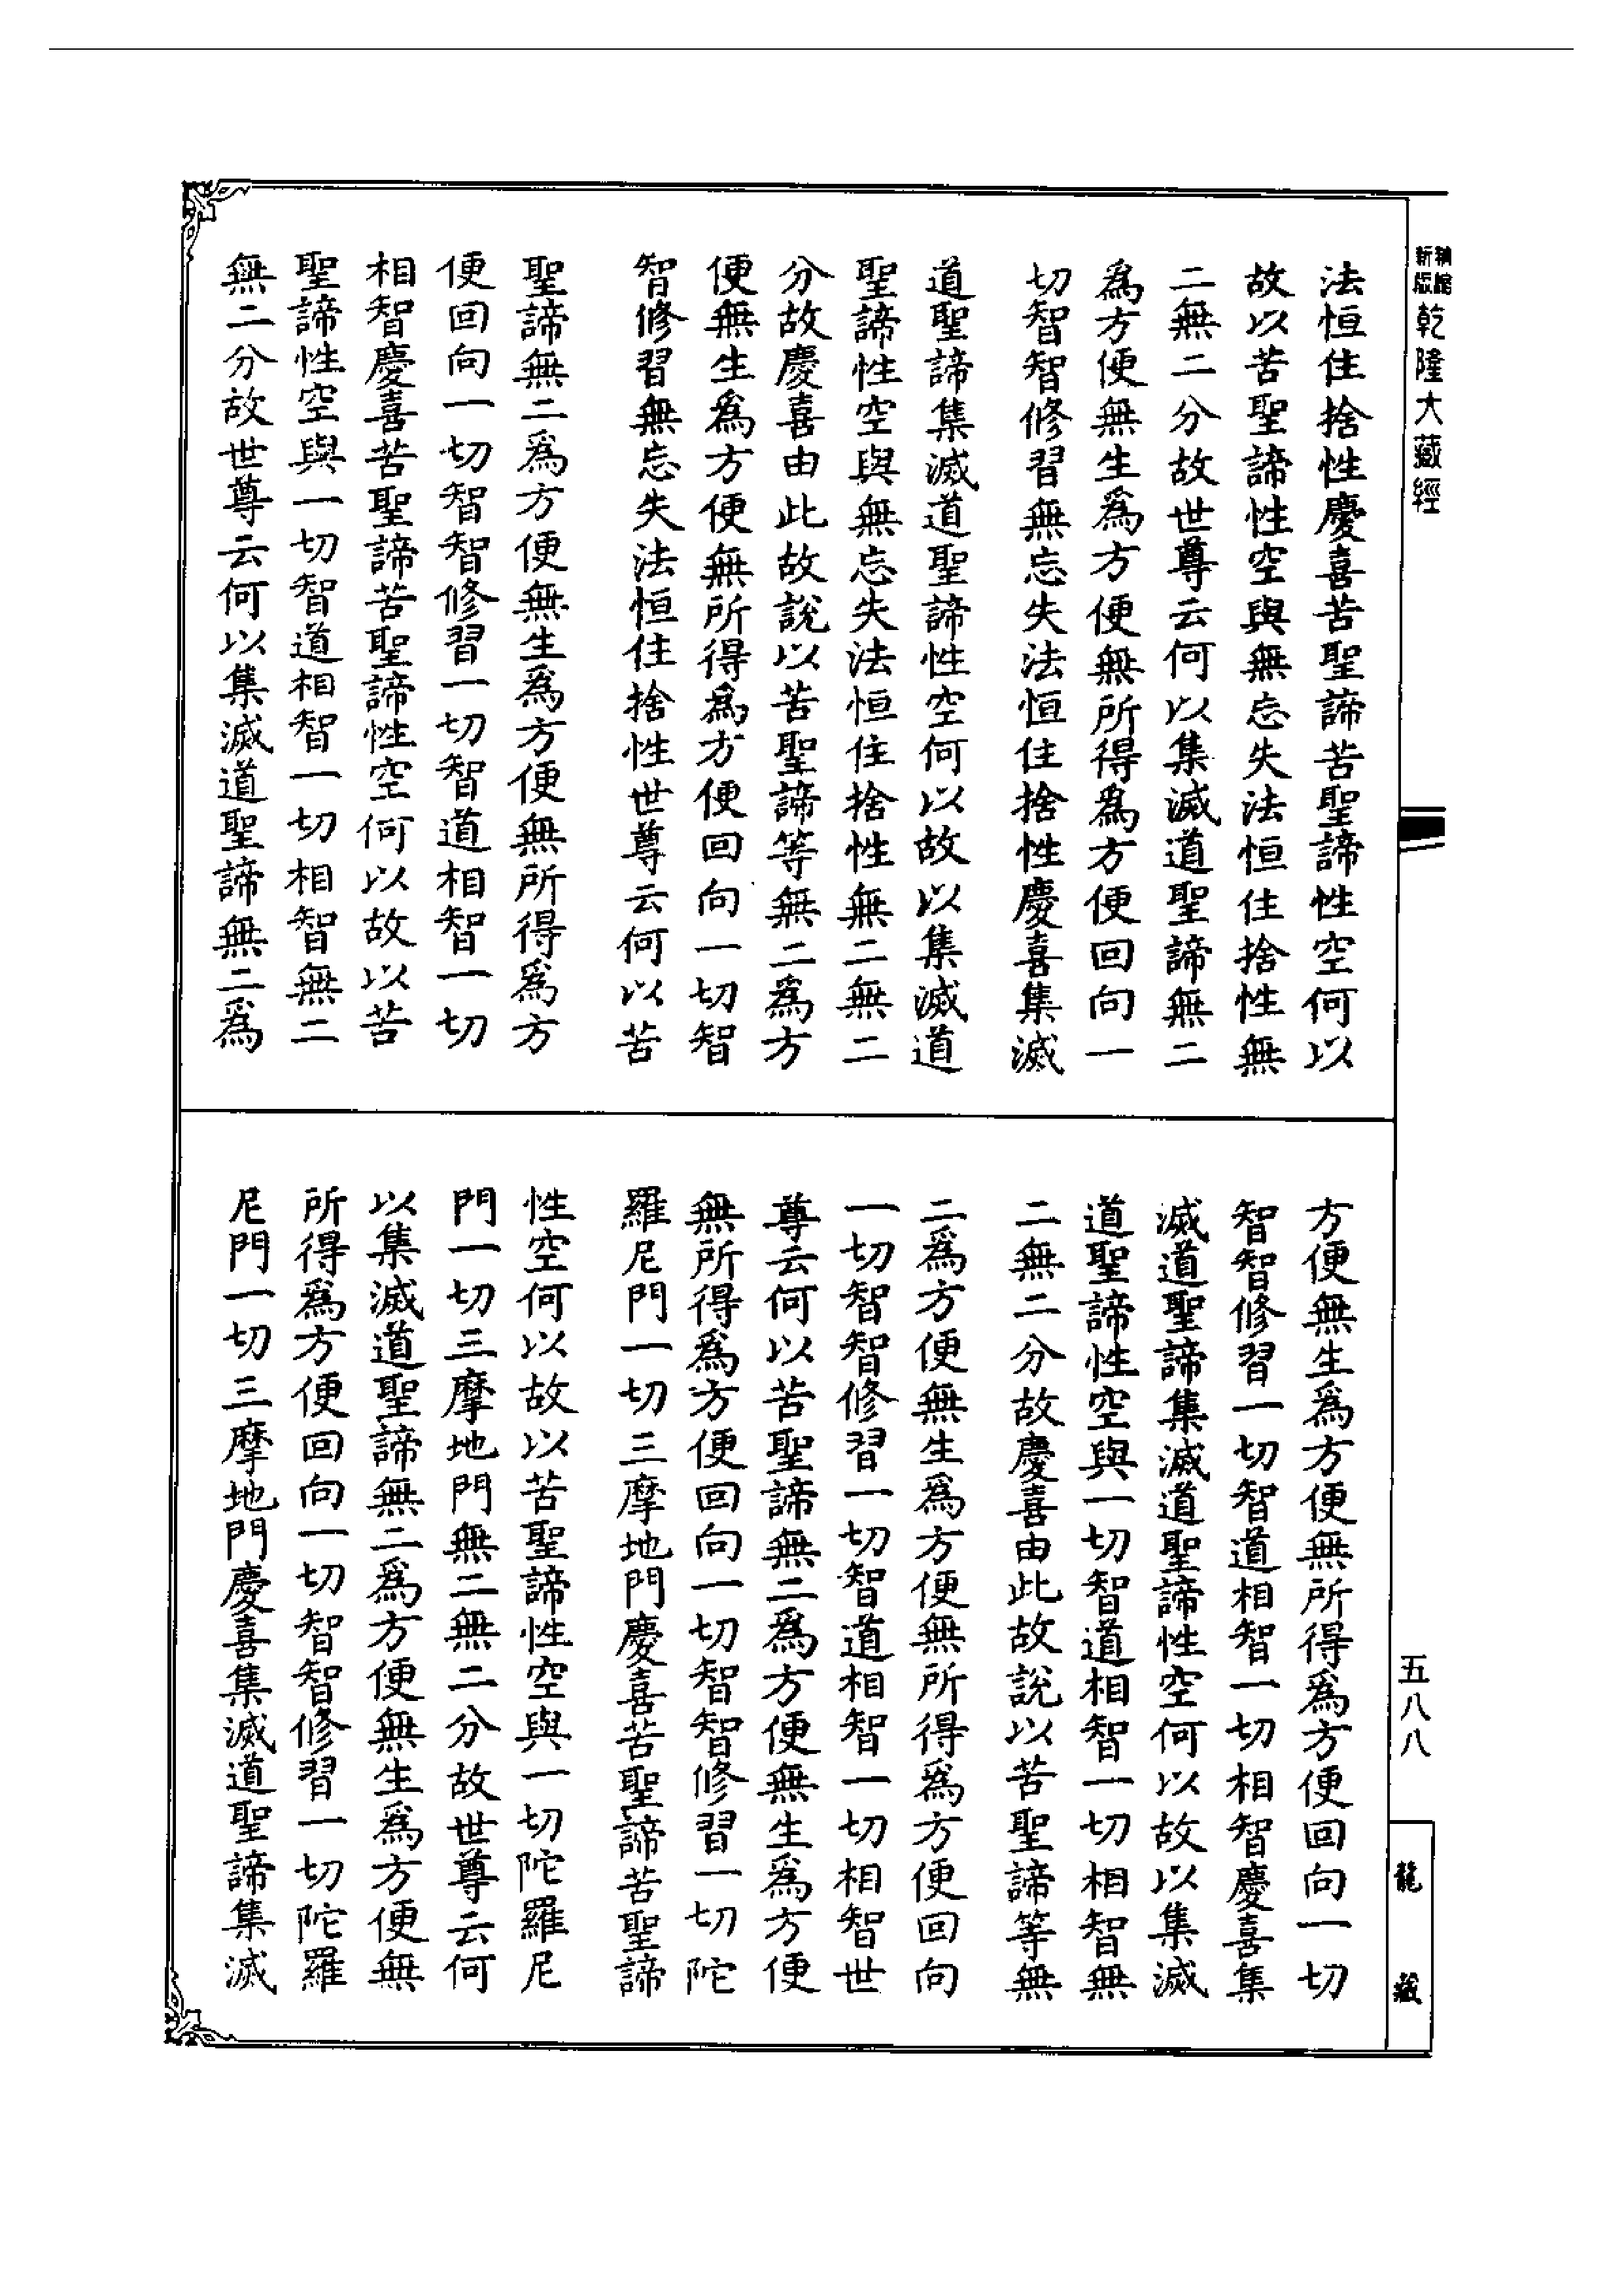 新版
精縮
乾隆大藏經
法恒住捨性慶喜苦聖諦苦聖諦性空何以
故以苦聖諦性空與無忘失法恒住捨性無
二無二分故世尊云何以集滅道聖諦無二
為方便無生爲方便無所得爲方便回向一
切智智修習無忘失法恒住捨性慶喜集滅
道聖諦集滅道聖諦性空何以故以集滅道
聖諦性空與無忘失法恒住捨性無二無二
分故慶喜由此故說以苦聖諦等無二爲方
便無生爲方便無所得爲方便回向一切智
智修習無忘失法恒住捨性世尊云何以苦
聖諦無二爲方便無生爲方便無所得爲方
便回向一切智智修習一切智道相智一切
相智慶喜苦聖諦苦聖諦性空何以故以苦
聖諦性空與一切智道相智一切相智無二
無二分故世尊云何以集滅道聖諦無二爲
方便無生爲方便無所得爲方便回向一切
智智修習一切智道相智一切相智慶喜集
滅道聖諦集滅道聖諦性空何以故以集滅
道聖諦性空與一切智道相智一切相智無
二無二分故慶喜由此故說以苦聖諦等無
二爲方便無生爲方便無所得爲方便回向
一切智智修習一切智道相智一切相智世
尊云何以苦聖諦無二爲方便無生爲方便
無所得爲方便回向一切智智修習一切陀
羅尼門一切三摩地門慶喜苦聖諦苦聖諦
性空何以故以苦聖諦性空與一切陀羅尼
門一切三摩地門無二無二分故世尊云何
以集滅道聖諦無二爲方便無生爲方便無
所得爲方便回向一切智智修習一切陀羅
尼門一切三摩地門慶喜集滅道聖諦集滅
五八八
龍藏